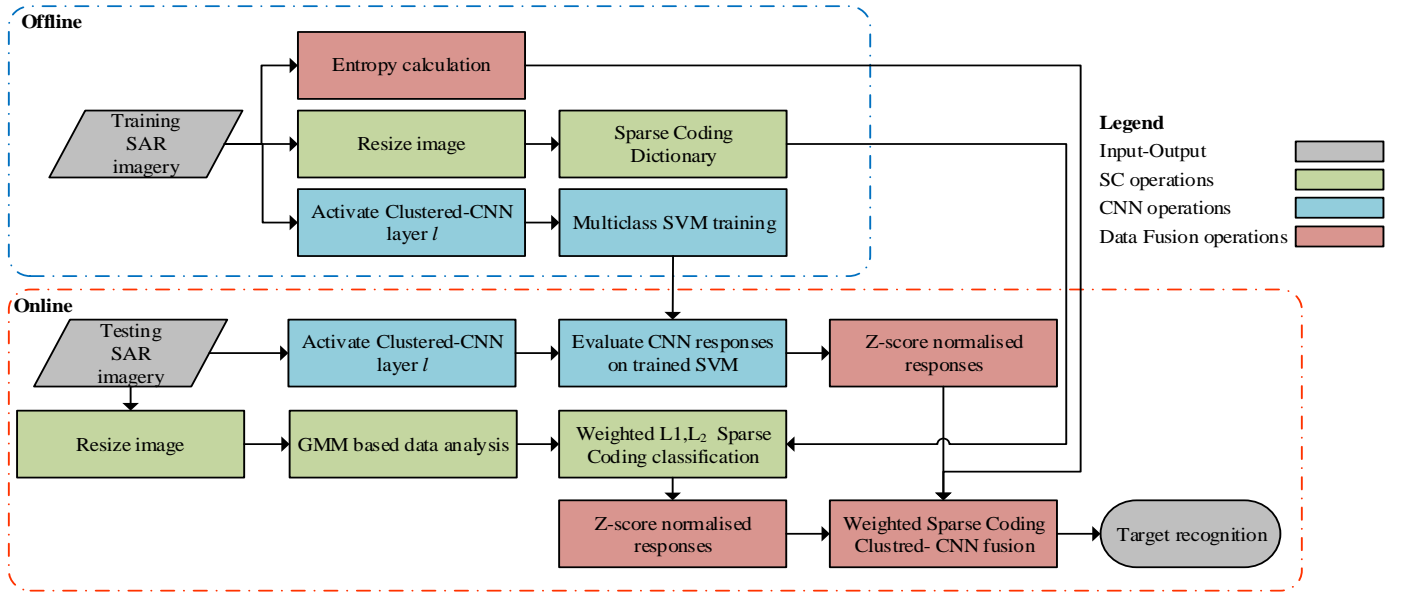 Offline
Entropy calculation
Training
SAR
imagery
Resize image
Sparse Coding
Dictionary
Activate Clustered-CNN
layer l
Multiclass SVM training
Legend
Input-Output
SC operations
CNN operations
Data Fusion operations
Online
Testing
SAR
imagery
Activate Clustered-CNN
layer l
Evaluate CNN responses
on trained SVM
Z-score normalised
responses
Resize image
GMM based data analysis
Weighted L1,L₂ Sparse
Coding classification
Z-score normalised
responses
Weighted Sparse Coding
Clustred- CNN fusion
Target recognition